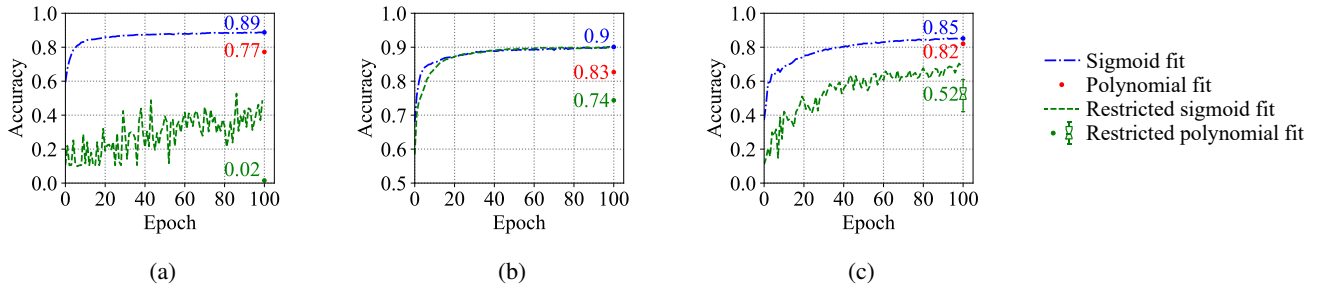 1.0
0.8
0.6
0.4
0.2
0.0
Accuracy
0.89
0.77
0.02
0 20 40 60 80 100
Epoch
(a)
1.0
0.9
0.8
0.7
0.6
0.5
Accuracy
0.9
0.83
0.74
0 20 40 60 80 100
Epoch
(b)
1.0
0.8
0.6
0.4
0.2
0.0
Accuracy
0.85
0.82
0.52
0 20 40 60 80 100
Epoch
(c)
Sigmoid fit
Polynomial fit
Restricted sigmoid fit
Restricted polynomial fit